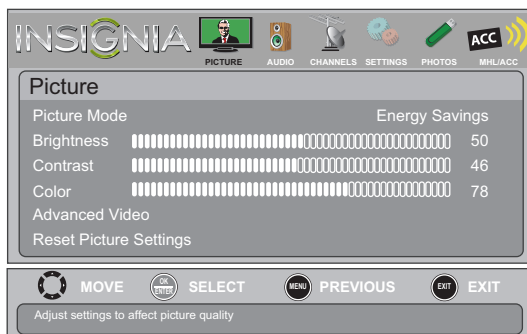 INSIGNIA
PICTURE AUDIO CHANNELS SETTINGS PHOTOS MHL/ACC
ACC
Picture
Picture Mode Energy Savings
Brightness 50
Contrast 46
Color 78
Advanced Video
Reset Picture Settings
MOVE OK ENTER SELECT MENU PREVIOUS EXIT EXIT
Adjust settings to affect picture quality